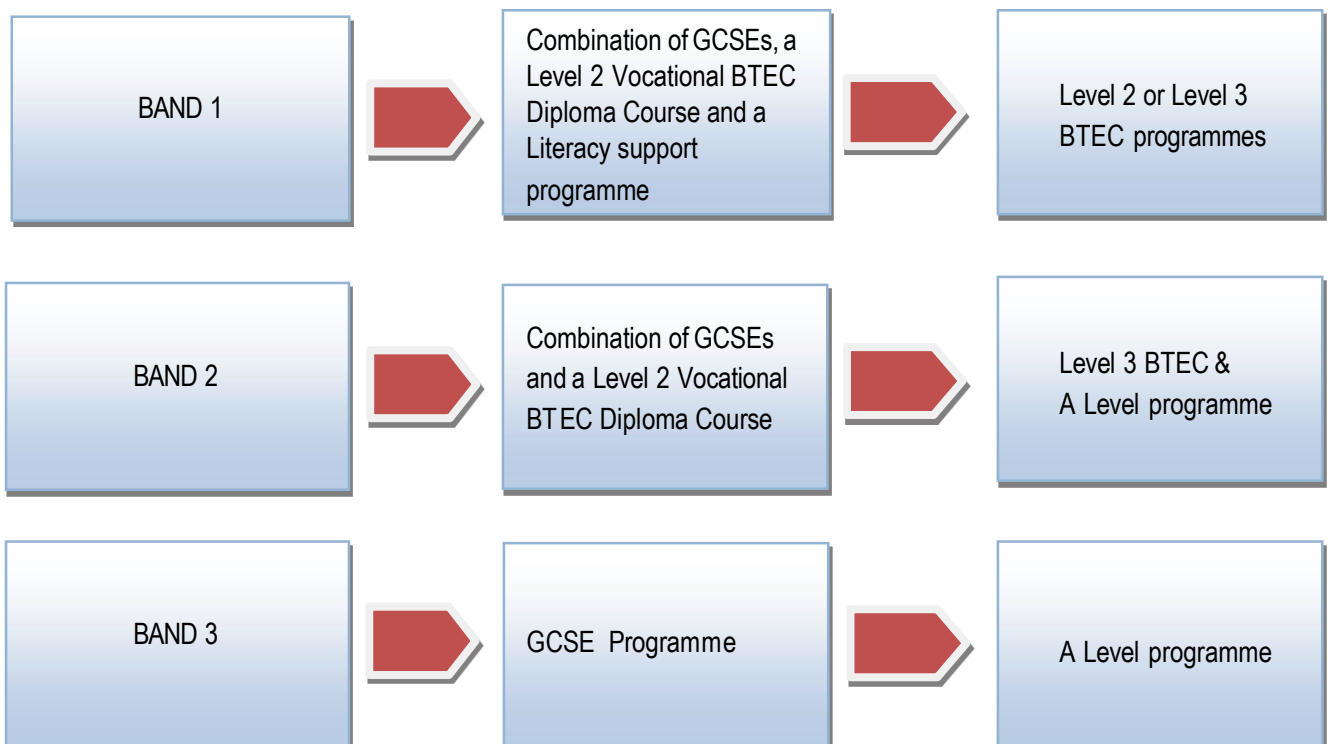 BAND 1
Combination of GCSEs, a
Level 2 Vocational BTEC
Diploma Course and a
Literacy support
programme
Level 2 or Level 3
BTEC programmes
BAND 2
Combination of GCSEs
and a Level 2 Vocational
BTEC Diploma Course
Level 3 BTEC &
A Level programme
BAND 3
GCSE Programme
A Level programme